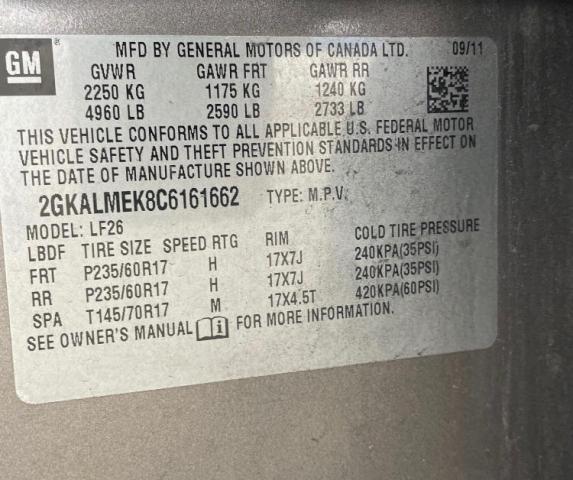 GM ® MFD BY GENERAL MOTORS OF CANADA LTD. 09/11
GVWR GAWR FRT GAWR RR
2250 KG 1175 KG 1240 KG
4960 LB 2590 LB 2733 LB
THIS VEHICLE CONFORMS TO ALL APPLICABLE U.S. FEDERAL MOTOR
VEHICLE SAFETY AND THEFT PREVENTION STANDARDS IN EFFECT ON
THE DATE OF MANUFACTURE SHOWN ABOVE.
2GKALMEK8C6161662 TYPE: M.P.V.
MODEL: LF26
LBDF TIRE SIZE SPEED RTG RIM COLD TIRE PRESSURE
FRT P235/60R17 H 17X7J 240KPA(35PSI)
RR P235/60R17 H 17X7J 240KPA(35PSI)
SPA T145/70R17 M 17X4.5T 420KPA(60PSI)
SEE OWNER'S MANUAL i FOR MORE INFORMATION.